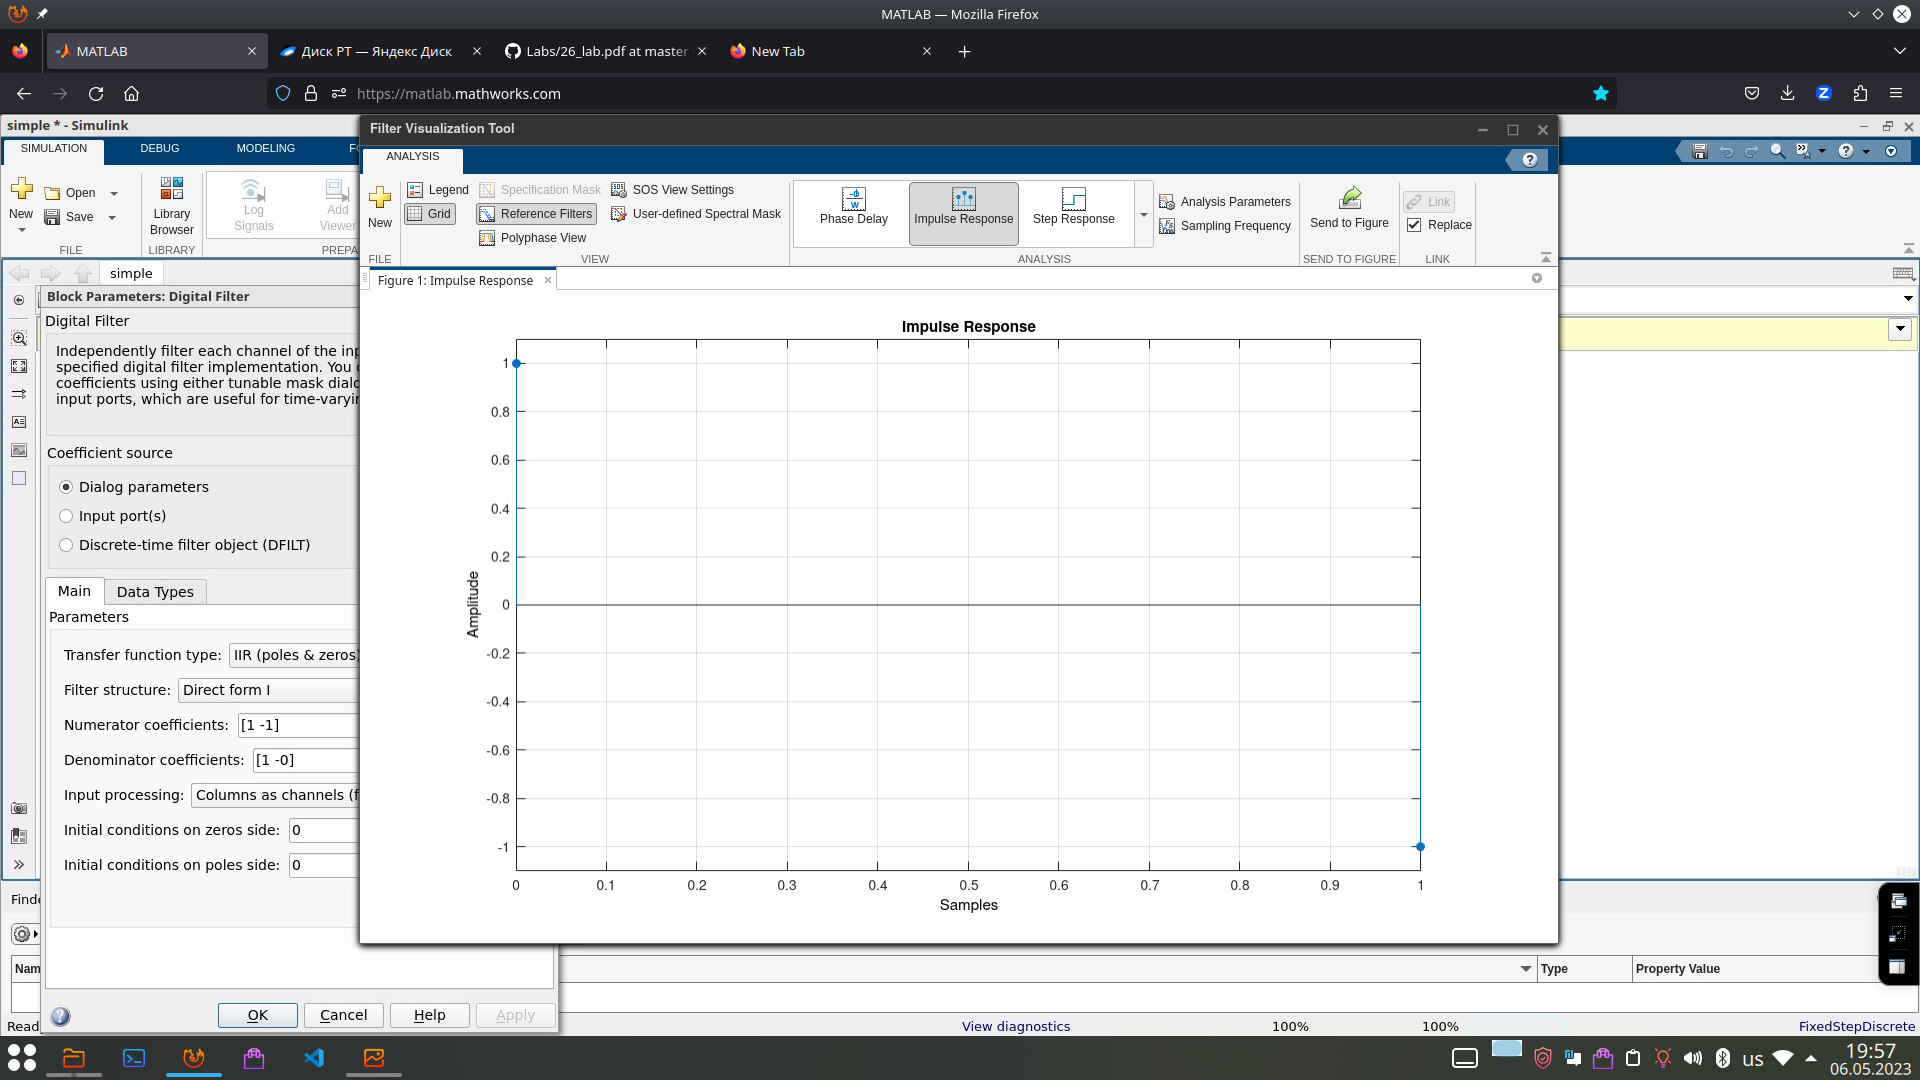 MATLAB — Mozilla Firefox
MATLAB
Диск РТ — Яндекс Диск
Labs/26_lab.pdf at master
New Tab
https://matlab.mathworks.com
simple * - Simulink
Filter Visualization Tool
SIMULATION
DEBUG
MODELING
ANALYSIS
New
Open
Save
Library
Browser
Log
Signals
Add
Viewer
FILE
LIBRARY
PREPA
New
Legend
Grid
Specification Mask
Reference Filters
Polyphase View
SOS View Settings
User-defined Spectral Mask
Phase Delay
Impulse Response
Step Response
Analysis Parameters
Sampling Frequency
Send to Figure
Link
Replace
FILE
VIEW
ANALYSIS
SEND TO FIGURE
LINK
simple
Figure 1: Impulse Response
Block Parameters: Digital Filter
Digital Filter
Independently filter each channel of the inp
specified digital filter implementation. You
coefficients using either tunable mask dialo
input ports, which are useful for time-varyin
Coefficient source
Dialog parameters
Input port(s)
Discrete-time filter object (DFILT)
Main
Data Types
Parameters
Transfer function type: IIR (poles & zeros)
Filter structure: Direct form I
Numerator coefficients: [1 -1]
Denominator coefficients: [1 -0]
Input processing: Columns as channels (f
Initial conditions on zeros side: 0
Initial conditions on poles side: 0
Impulse Response
1
0.8
0.6
0.4
0.2
0
-0.2
-0.4
-0.6
-0.8
-1
Amplitude
0 0.1 0.2 0.3 0.4 0.5 0.6 0.7 0.8 0.9 1
Samples
OK
Cancel
Help
Apply
Type
Property Value
View diagnostics
100%
100%
FixedStepDiscrete
us
19:57
06.05.2023